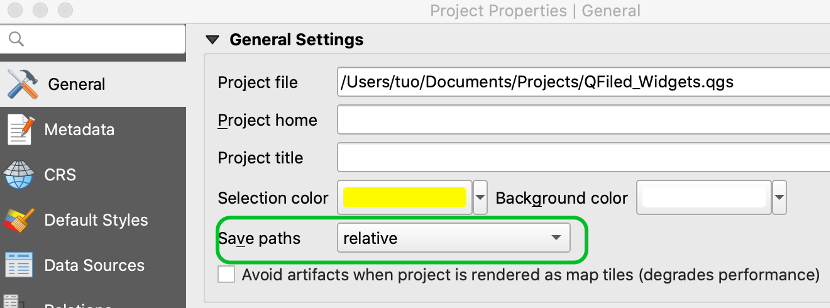 Project Properties | General
General Settings
General
Project file
/Users/tuo/Documents/Projects/QFiled_Widgets.qgs
Metadata
Project home
CRS
Project title
Selection color
Background color
Default Styles
Save paths
relative
Data Sources
Avoid artifacts when project is rendered as map tiles (degrades performance)
Relations